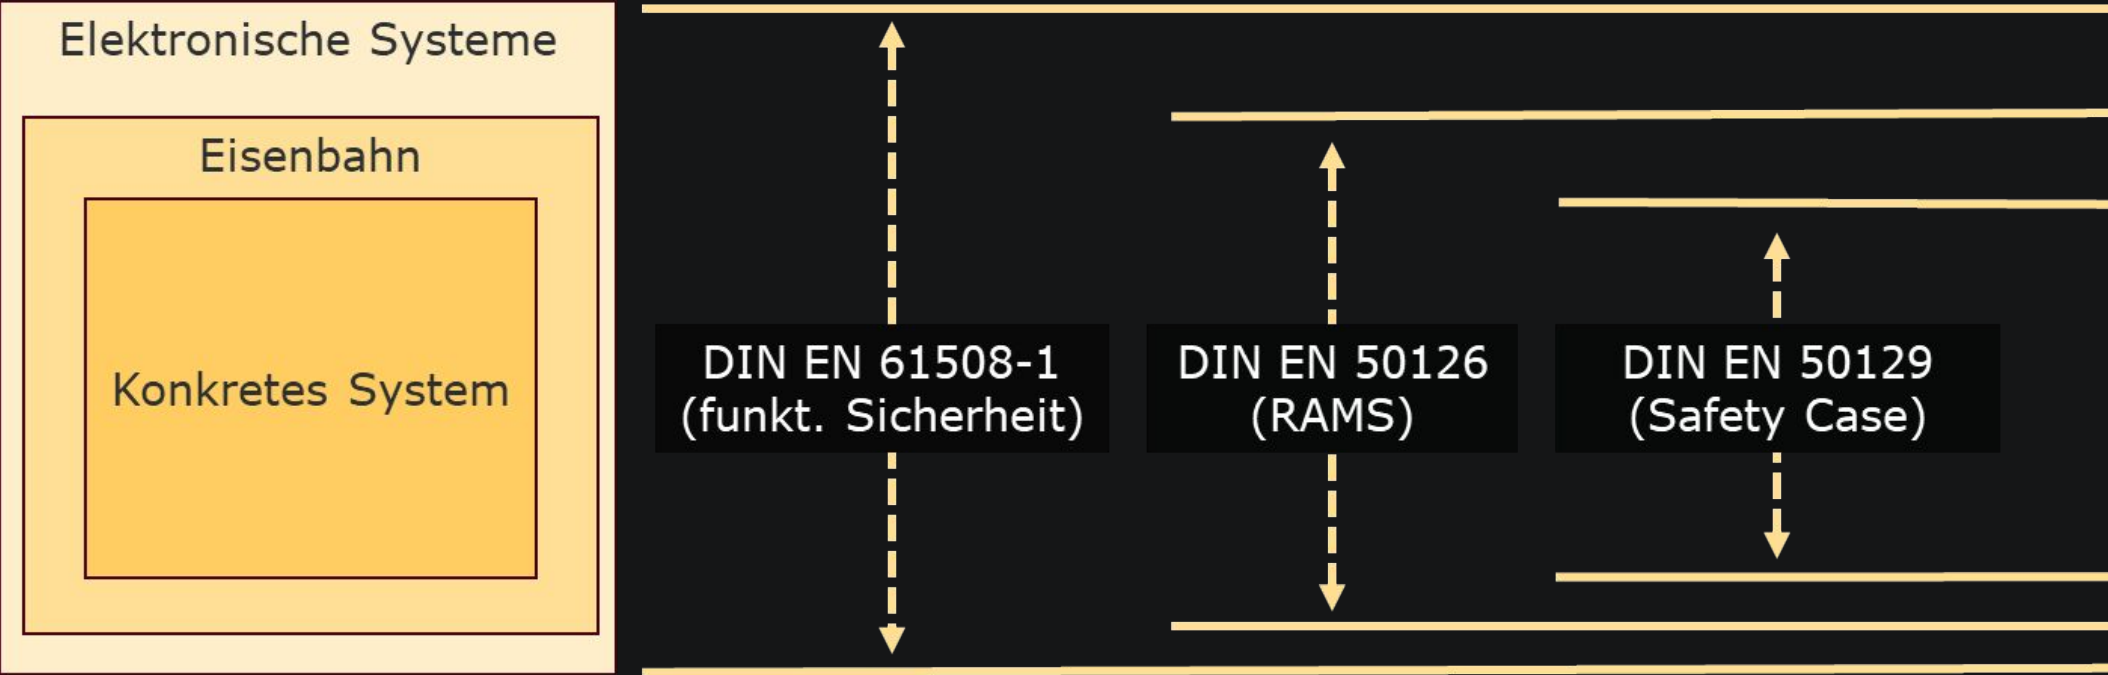 Elektronische Systeme
Eisenbahn
Konkretes System
DIN EN 61508-1
(funkt. Sicherheit)
DIN EN 50126
(RAMS)
DIN EN 50129
(Safety Case)